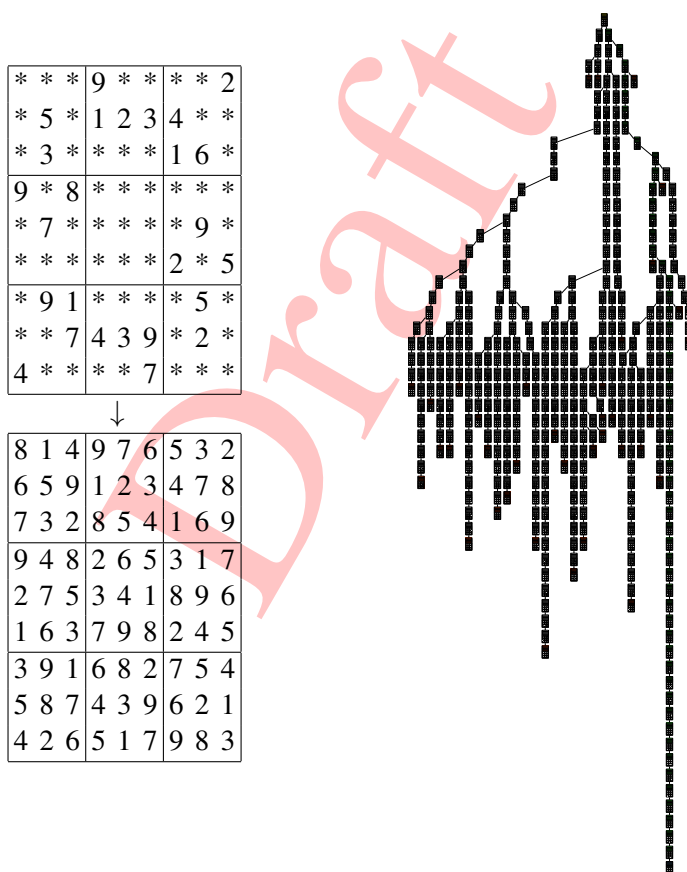 * * * 9 * * * * 2
* 5 * 1 2 3 4 * *
* 3 * * * * 1 6 *
9 * 8 * * * * * *
* 7 * * * * * 9 *
* * * * * * 2 * 5
* 9 1 * * * * 5 *
* * 7 4 3 9 * 2 *
4 * * * * 7 * * *
↓
8 1 4 9 7 6 5 3 2
6 5 9 1 2 3 4 7 8
7 3 2 8 5 4 1 6 9
9 4 8 2 6 5 3 1 7
2 7 5 3 4 1 8 9 6
1 6 3 7 9 8 2 4 5
3 9 1 6 8 2 7 5 4
5 8 7 4 3 9 6 2 1
4 2 6 5 1 7 9 8 3
Draft